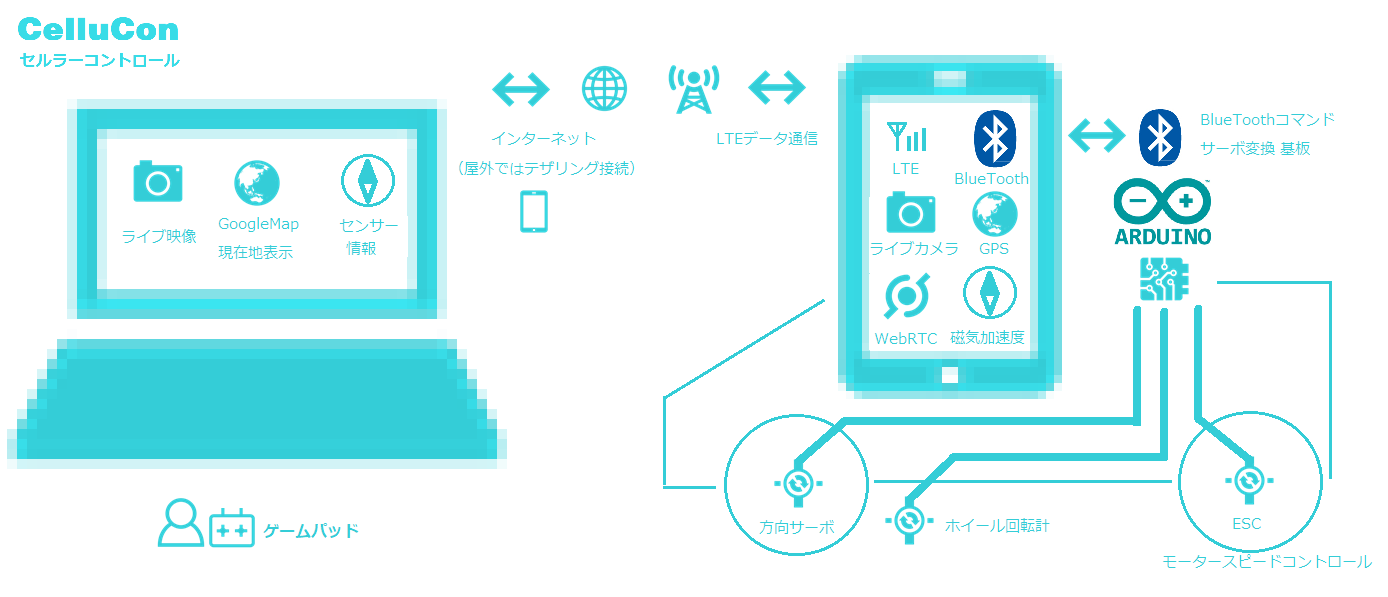 CelluCon
セルラーコントロール
ライブ映像
GoogleMap
現在地表示
センサー
情報
ゲームパッド
インターネット
（屋外ではテザリング接続）
LTEデータ通信
LTE
BlueTooth
ライブカメラ
GPS
WebRTC
磁気加速度
BlueToothコマンド
サーボ変換 基板
ARDUINO
™
方向サーボ
ホイール回転計
ESC
モータースピードコントロール